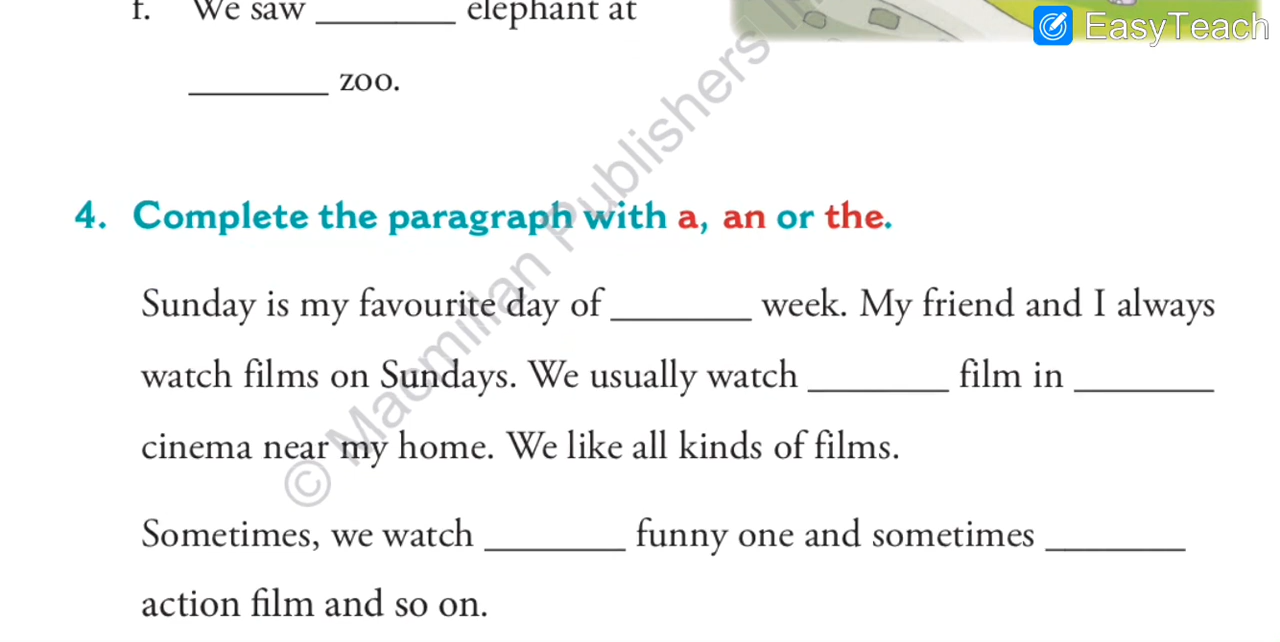 f. We saw ________ elephant at
________ zoo.
EasyTeach
© Macmillan Publishers
4. Complete the paragraph with a, an or the.
Sunday is my favourite day of ________ week. My friend and I always
watch films on Sundays. We usually watch ________ film in ________
cinema near my home. We like all kinds of films.
Sometimes, we watch ________ funny one and sometimes ________
action film and so on.